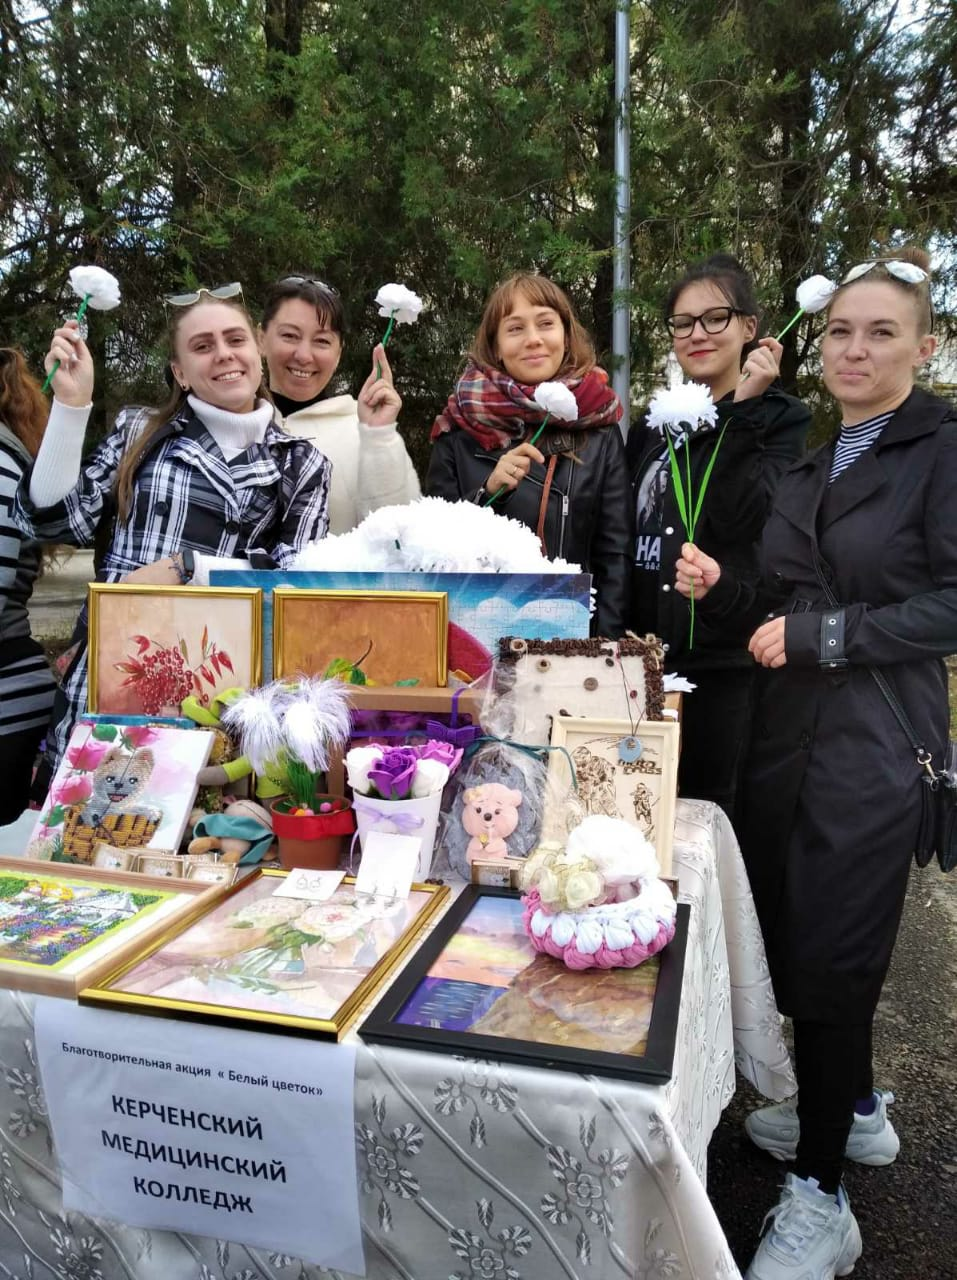 Благотворительная акция « Белый цветок»
КЕРЧЕНСКИЙ
МЕДИЦИНСКИЙ
КОЛЛЕДЖ